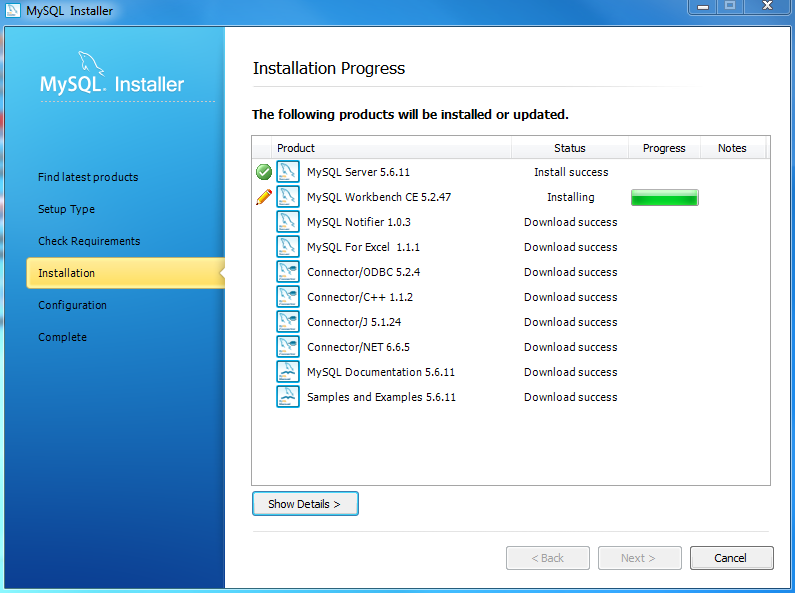 MySQL Installer
MySQL. Installer
Find latest products
Setup Type
Check Requirements
Installation
Configuration
Complete
Installation Progress
The following products will be installed or updated.
Product Status Progress Notes
MySQL Server 5.6.11 Install success
MySQL Workbench CE 5.2.47 Installing
MySQL Notifier 1.0.3 Download success
MySQL For Excel 1.1.1 Download success
Connector/ODBC 5.2.4 Download success
Connector/C++ 1.1.2 Download success
Connector/J 5.1.24 Download success
Connector/NET 6.6.5 Download success
MySQL Documentation 5.6.11 Download success
Samples and Examples 5.6.11 Download success
Show Details >
< Back Next > Cancel